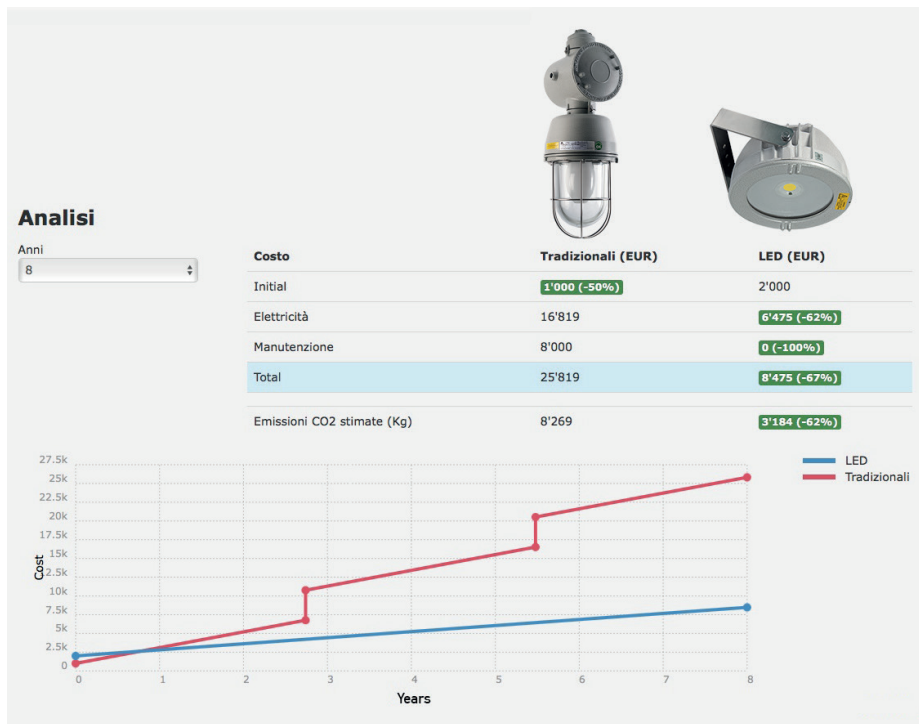 Analisi
Anni
8
Costo Tradizionali (EUR) LED (EUR)
Initial 1'000 (-50%) 2'000
Elettricità 16'819 6'475 (-62%)
Manutenzione 8'000 0 (-100%)
Total 25'819 8'475 (-67%)
Emissioni CO2 stimate (Kg) 8'269 3'184 (-62%)
27.5k
25k
22.5k
20k
17.5k
15k
12.5k
10k
7.5k
5k
2.5k
0
Cost
0 1 2 3 4 5 6 7 8
Years
LED
Tradizionali